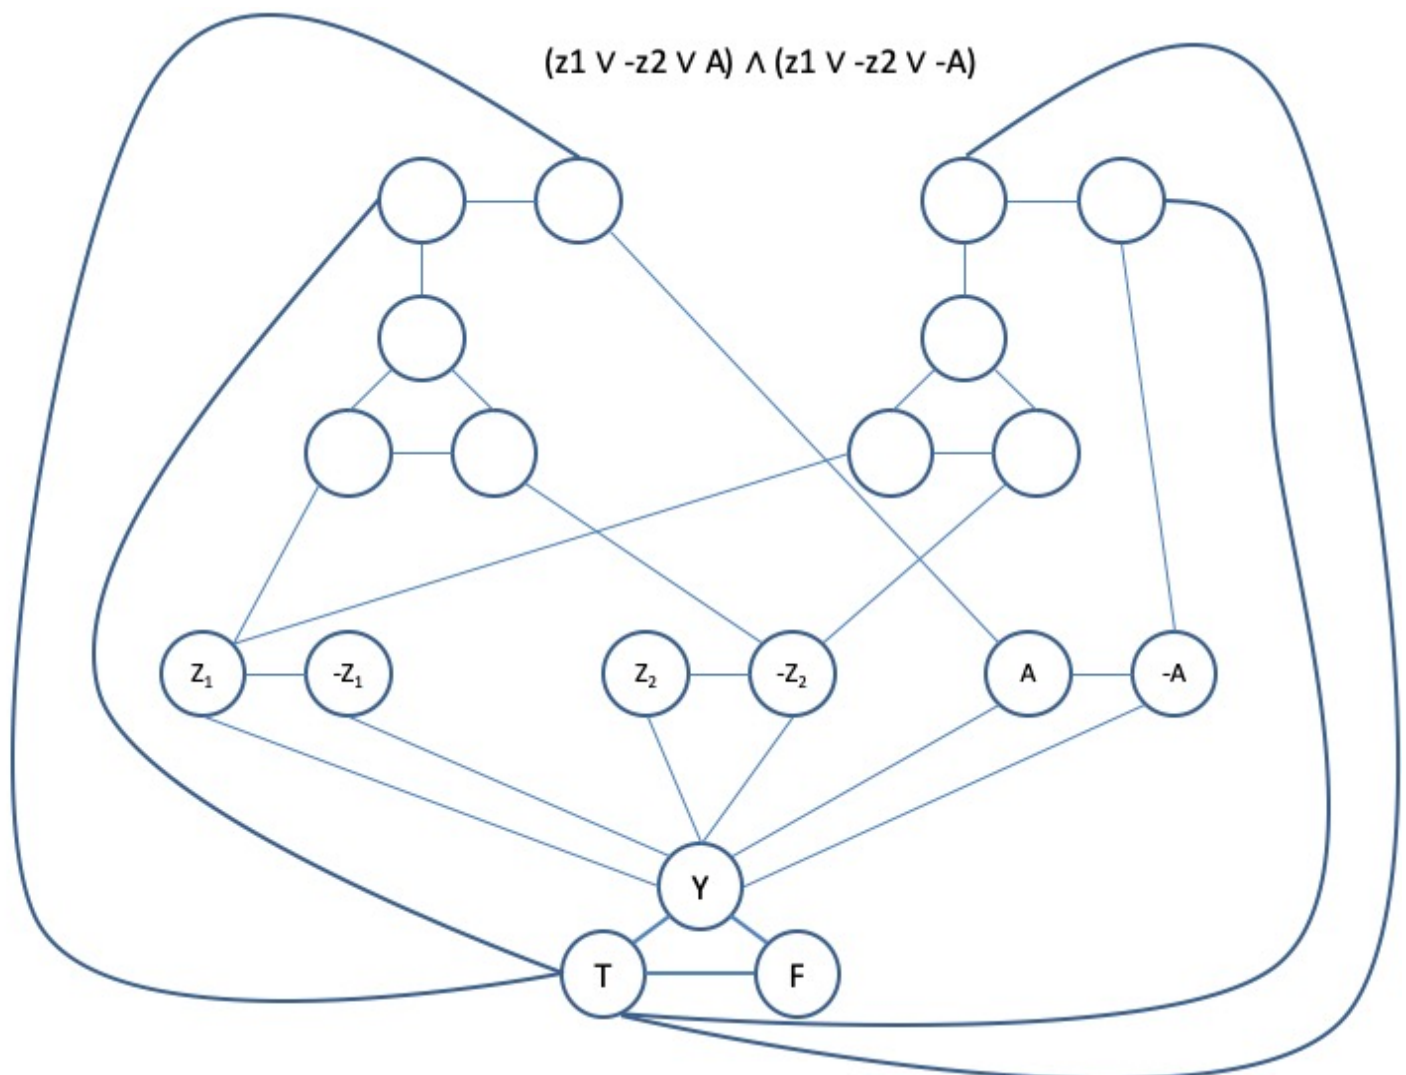 (z1 ∨ -z2 ∨ A) ∧ (z1 ∨ -z2 ∨ -A)
Z₁ -Z₁ Z₂ -Z₂ A -A
Y
T F